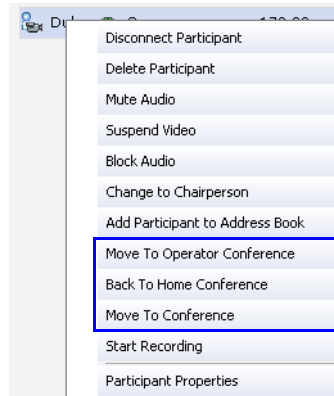 Disconnect Participant
Delete Participant
Mute Audio
Suspend Video
Block Audio
Change to Chairperson
Add Participant to Address Book
Move To Operator Conference
Back To Home Conference
Move To Conference
Start Recording
Participant Properties